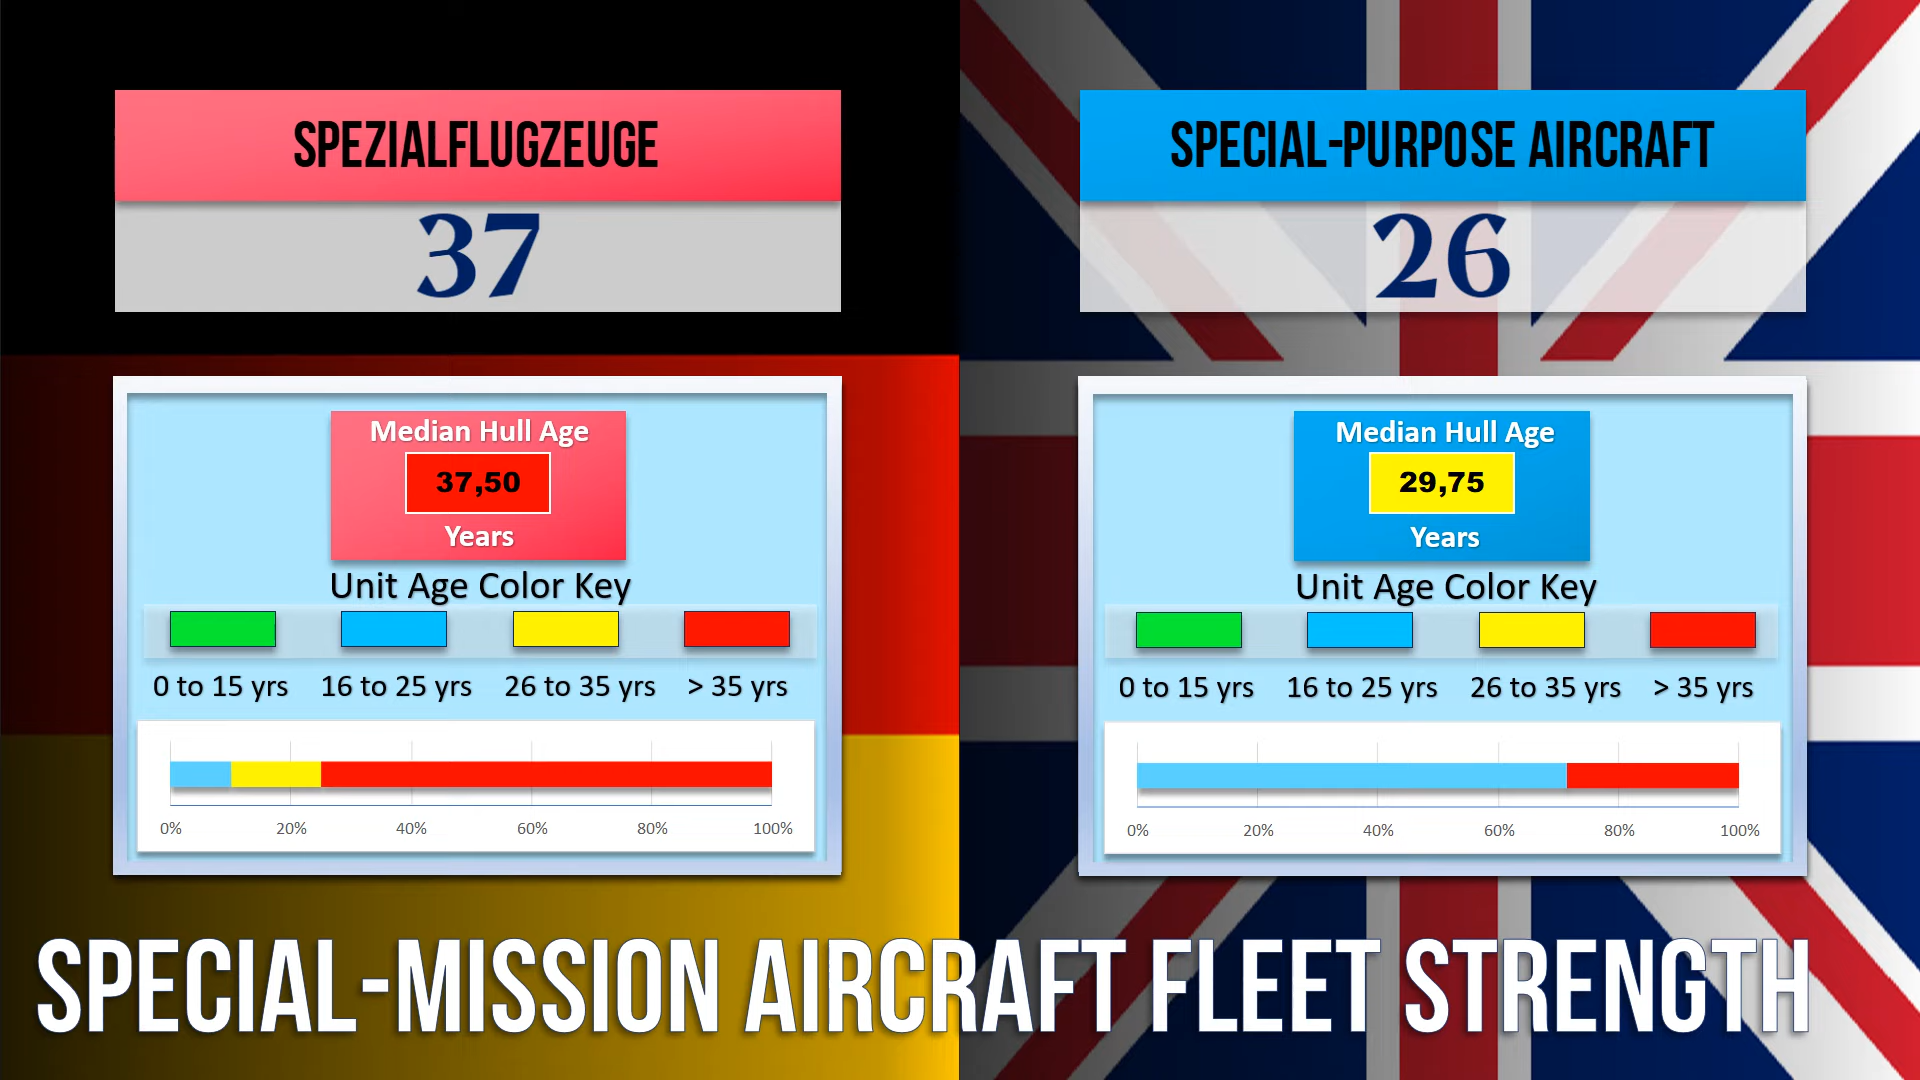 SPEZIALFLUGZEUGE
37
Median Hull Age
37,50
Years
Unit Age Color Key
0 to 15 yrs 16 to 25 yrs 26 to 35 yrs > 35 yrs
0% 20% 40% 60% 80% 100%
SPECIAL-PURPOSE AIRCRAFT
26
Median Hull Age
29,75
Years
Unit Age Color Key
0 to 15 yrs 16 to 25 yrs 26 to 35 yrs > 35 yrs
0% 20% 40% 60% 80% 100%
SPECIAL-MISSION AIRCRAFT FLEET STRENGTH